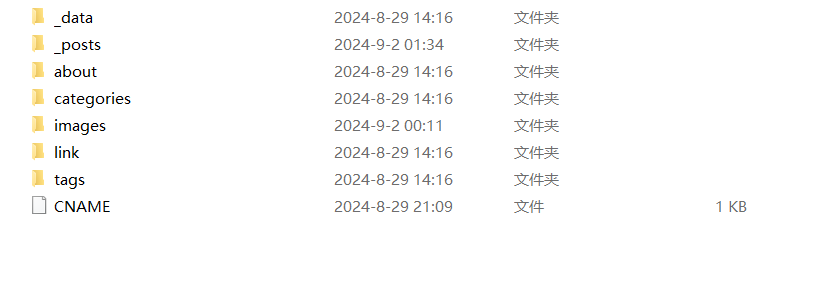 _data 2024-8-29 14:16 文件夹
_posts 2024-9-2 01:34 文件夹
about 2024-8-29 14:16 文件夹
categories 2024-8-29 14:16 文件夹
images 2024-9-2 00:11 文件夹
link 2024-8-29 14:16 文件夹
tags 2024-8-29 14:16 文件夹
CNAME 2024-8-29 21:09 文件 1 KB